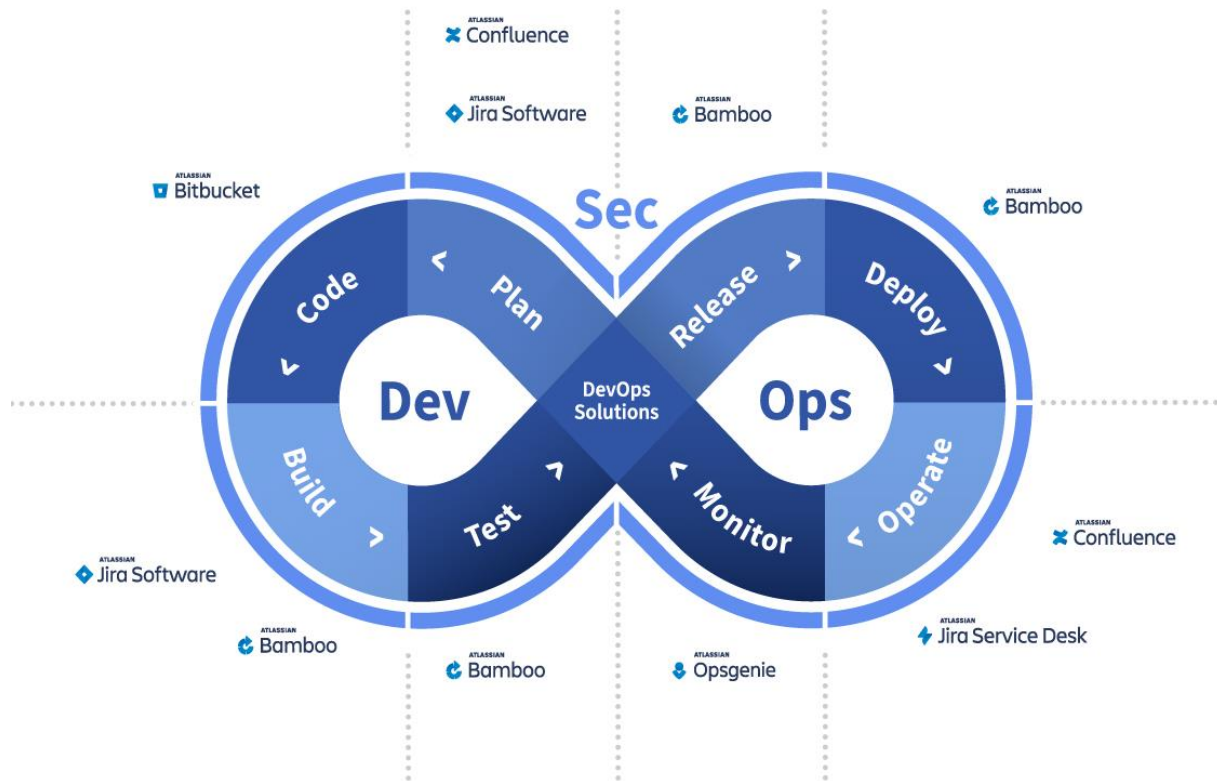 ATLASSIAN
Confluence
ATLASSIAN
Jira Software
ATLASSIAN
Bamboo
ATLASSIAN
Bitbucket
ATLASSIAN
Bamboo
Sec
Code
Plan
Release
Deploy
Dev
DevOps
Solutions
Ops
Build
Test
Monitor
Operate
ATLASSIAN
Confluence
ATLASSIAN
Jira Software
ATLASSIAN
Bamboo
ATLASSIAN
Bamboo
ATLASSIAN
Opsgenie
ATLASSIAN
Jira Service Desk